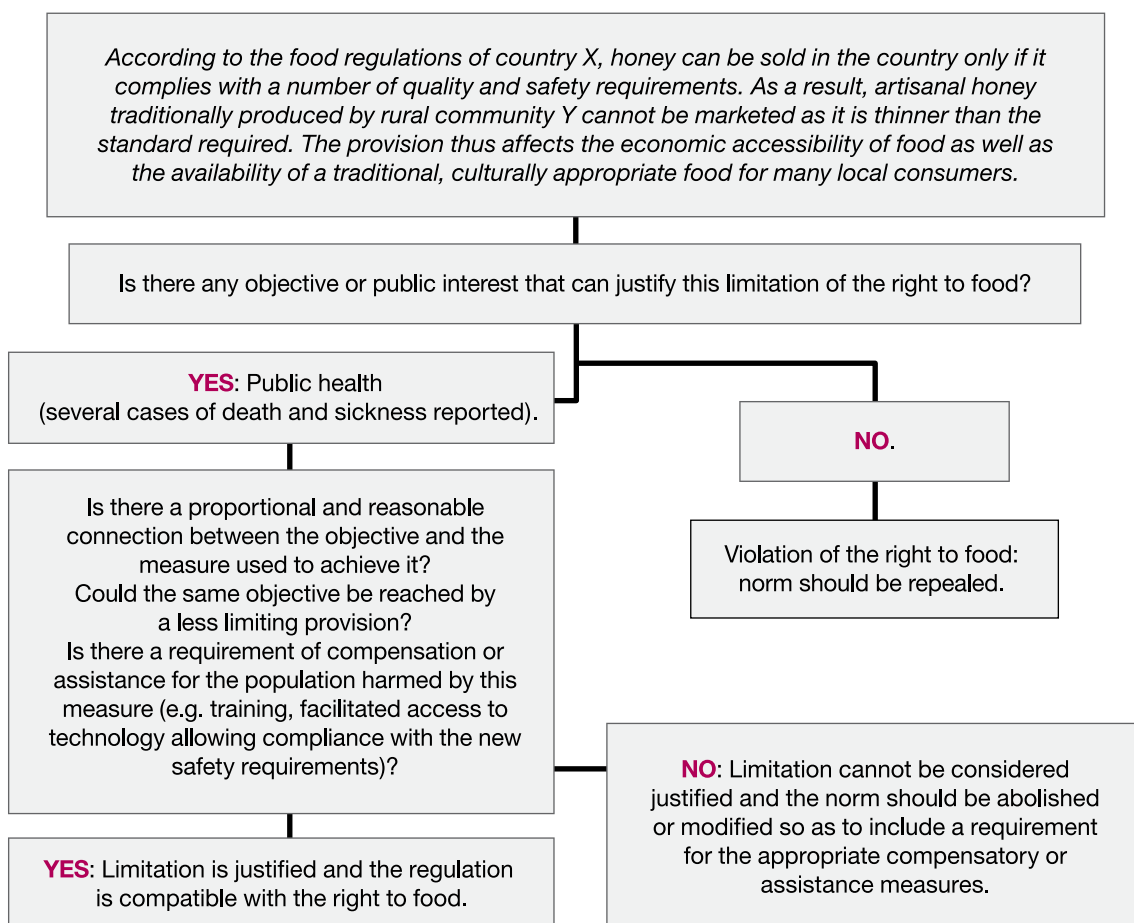 According to the food regulations of country X, honey can be sold in the country only if it
complies with a number of quality and safety requirements. As a result, artisanal honey
traditionally produced by rural community Y cannot be marketed as it is thinner than the
standard required. The provision thus affects the economic accessibility of food as well as
the availability of a traditional, culturally appropriate food for many local consumers.
Is there any objective or public interest that can justify this limitation of the right to food?
YES: Public health
(several cases of death and sickness reported).
NO.
Is there a proportional and reasonable
connection between the objective and the
measure used to achieve it?
Could the same objective be reached by
a less limiting provision?
Is there a requirement of compensation or
assistance for the population harmed by this
measure (e.g. training, facilitated access to
technology allowing compliance with the new
safety requirements)?
Violation of the right to food:
norm should be repealed.
NO: Limitation cannot be considered
justified and the norm should be abolished
or modified so as to include a requirement
for the appropriate compensatory or
assistance measures.
YES: Limitation is justified and the regulation
is compatible with the right to food.